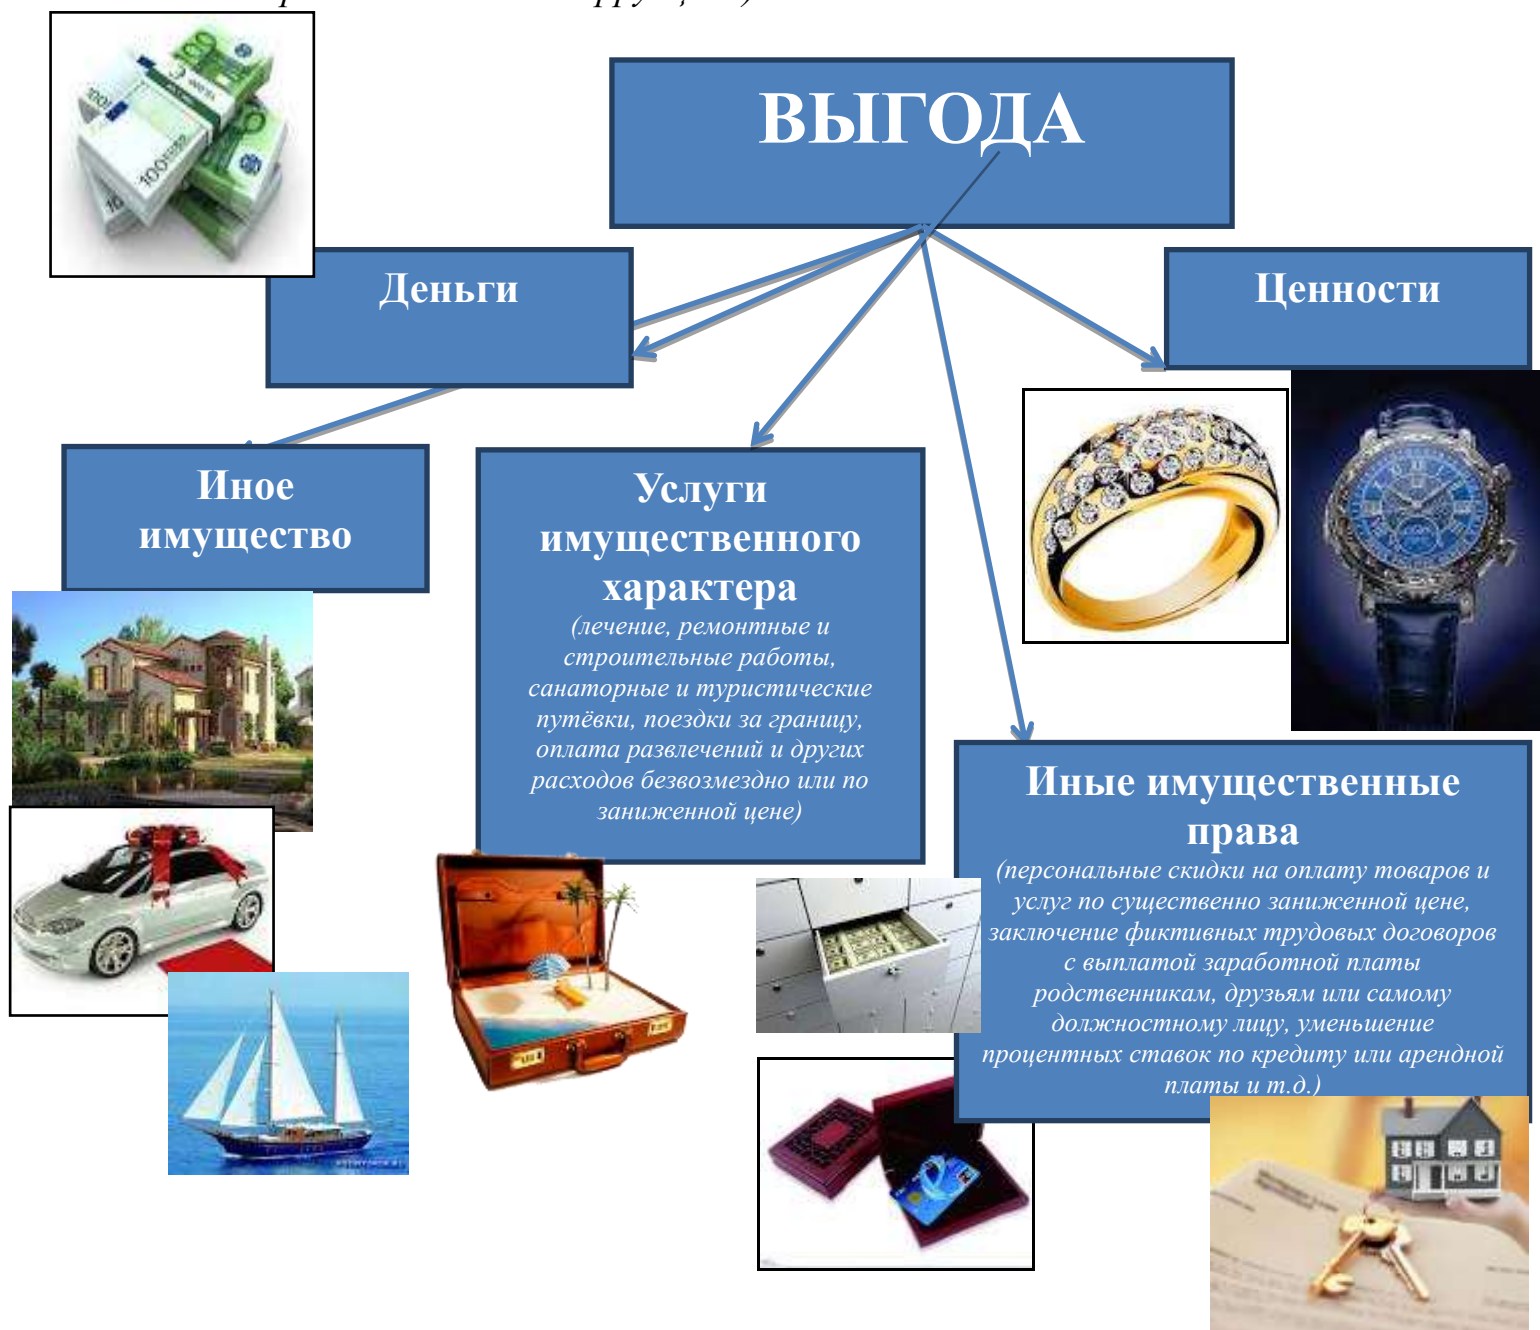 ВЫГОДА
Деньги
Ценности
Иное
имущество
Услуги
имущественного
характера
(лечение, ремонтные и
строительные работы,
санаторные и туристические
путёвки, поездки за границу,
оплата развлечений и других
расходов безвозмездно или по
заниженной цене)
Иные имущественные
права
(персональные скидки на оплату товаров и
услуг по существенно заниженной цене,
заключение фиктивных трудовых договоров
с выплатой заработной платы
родственникам, друзьям или самому
должностному лицу, уменьшение
процентных ставок по кредиту или арендной
платы и т.д.)
100
100
100